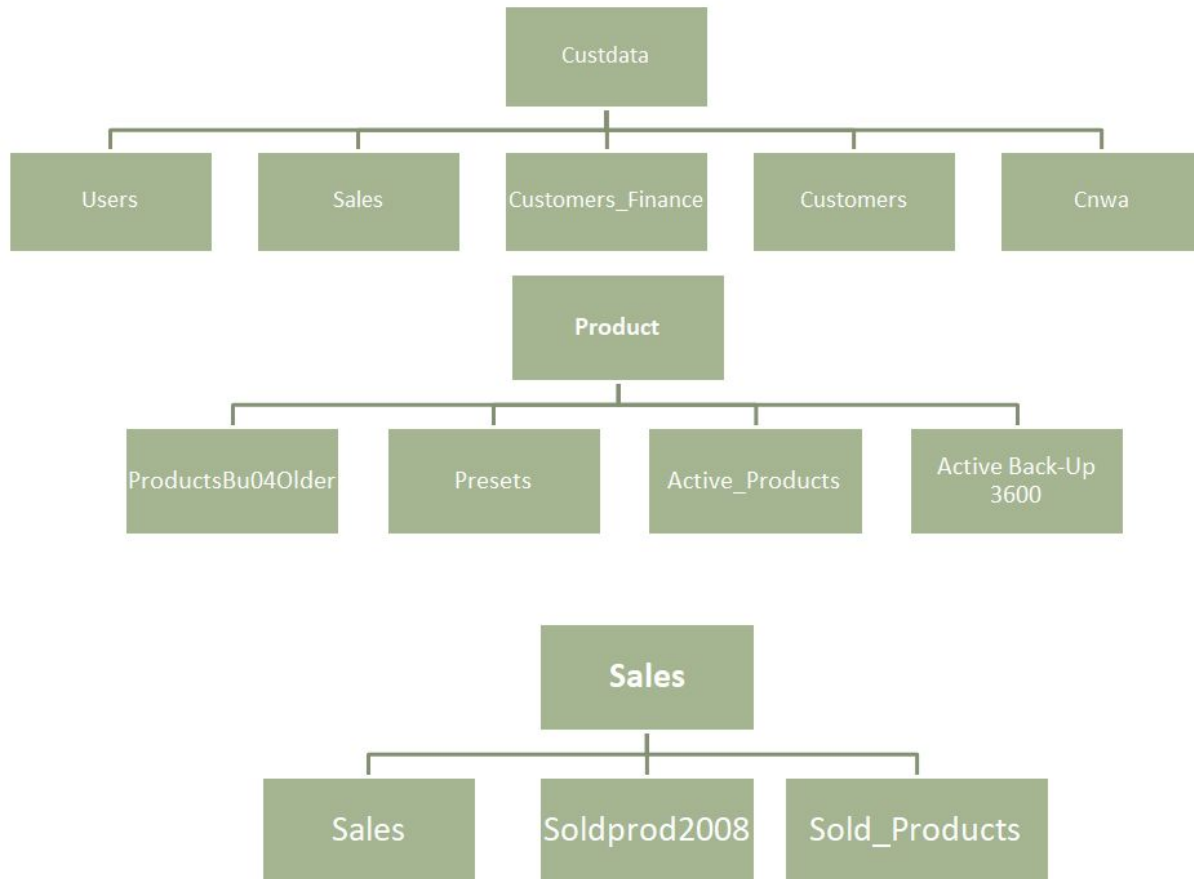 Custdata
Users
Sales
Customers_Finance
Customers
Cnwa
Product
ProductsBu04Older
Presets
Active_Products
Active Back-Up
3600
Sales
Sales
Soldprod2008
Sold_Products